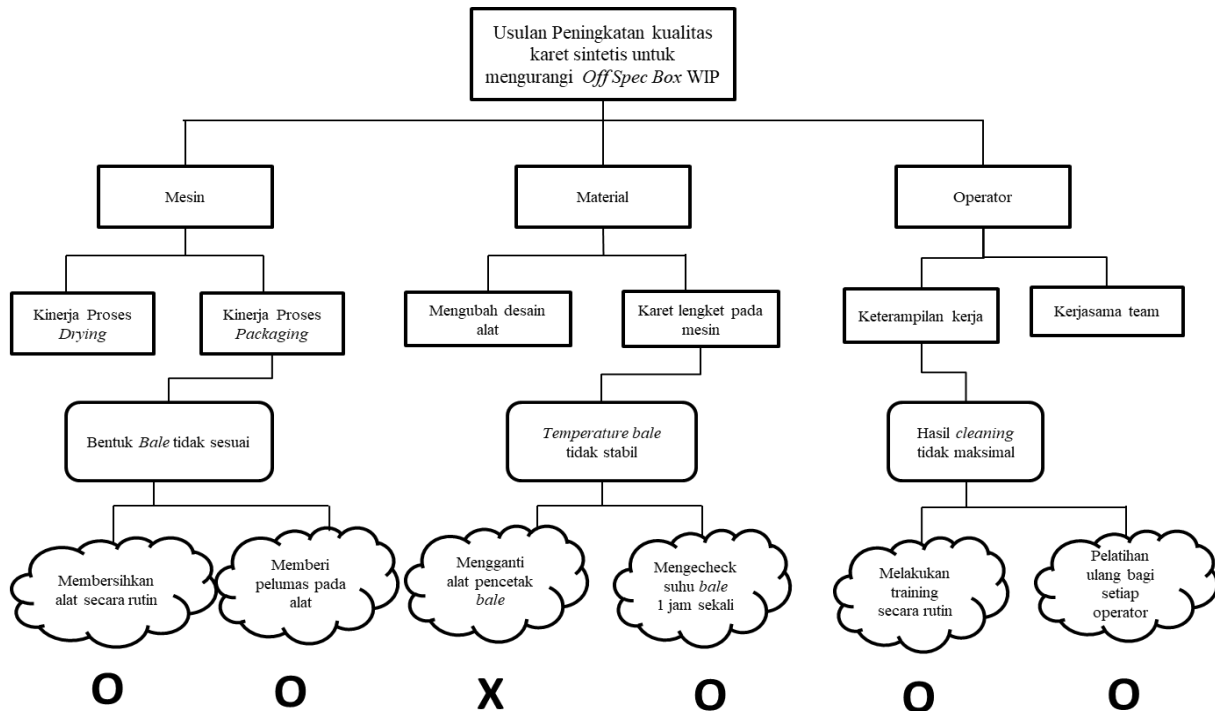 Usulan Peningkatan kualitas
karet sintetis untuk
mengurangi Off Spec Box WIP
Mesin
Material
Operator
Kinerja Proses
Drying
Kinerja Proses
Packaging
Mengubah desain
alat
Karet lengket pada
mesin
Keterampilan kerja
Kerjasama team
Bentuk Bale tidak sesuai
Temperature bale
tidak stabil
Hasil cleaning
tidak maksimal
Membersihkan
alat secara rutin
Memberi
pelumas pada
alat
Mengganti
alat pencetak
bale
Mengecheck
suhu bale
1 jam sekali
Melakukan
training
secara rutin
Pelatihan
ulang bagi
setiap
operator
O
O
X
O
O
O